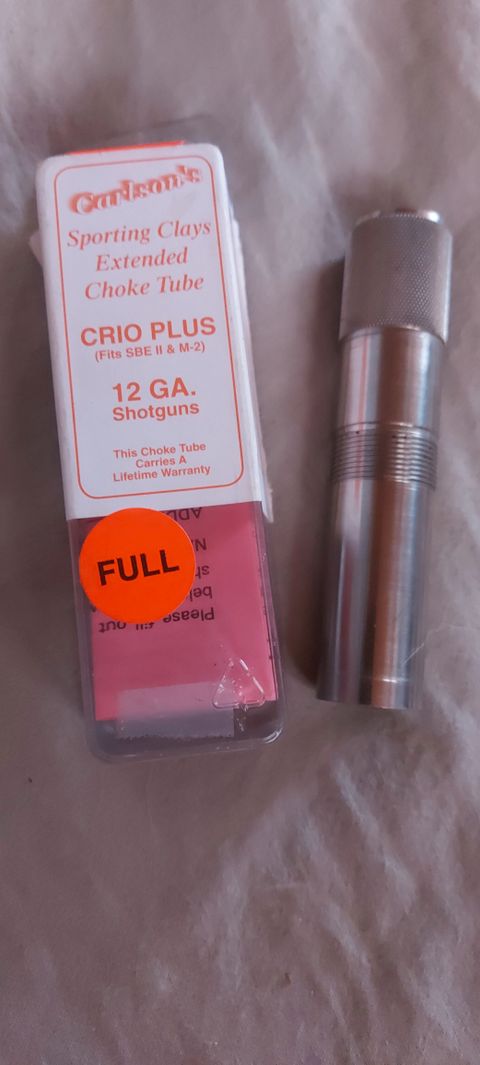 Carlson's
Sporting Clays
Extended
Choke Tube
CRIO PLUS
(Fits SBE II & M-2)
12 GA.
Shotguns
This Choke Tube
Carries A
Lifetime Warranty
FULL
Please fill out